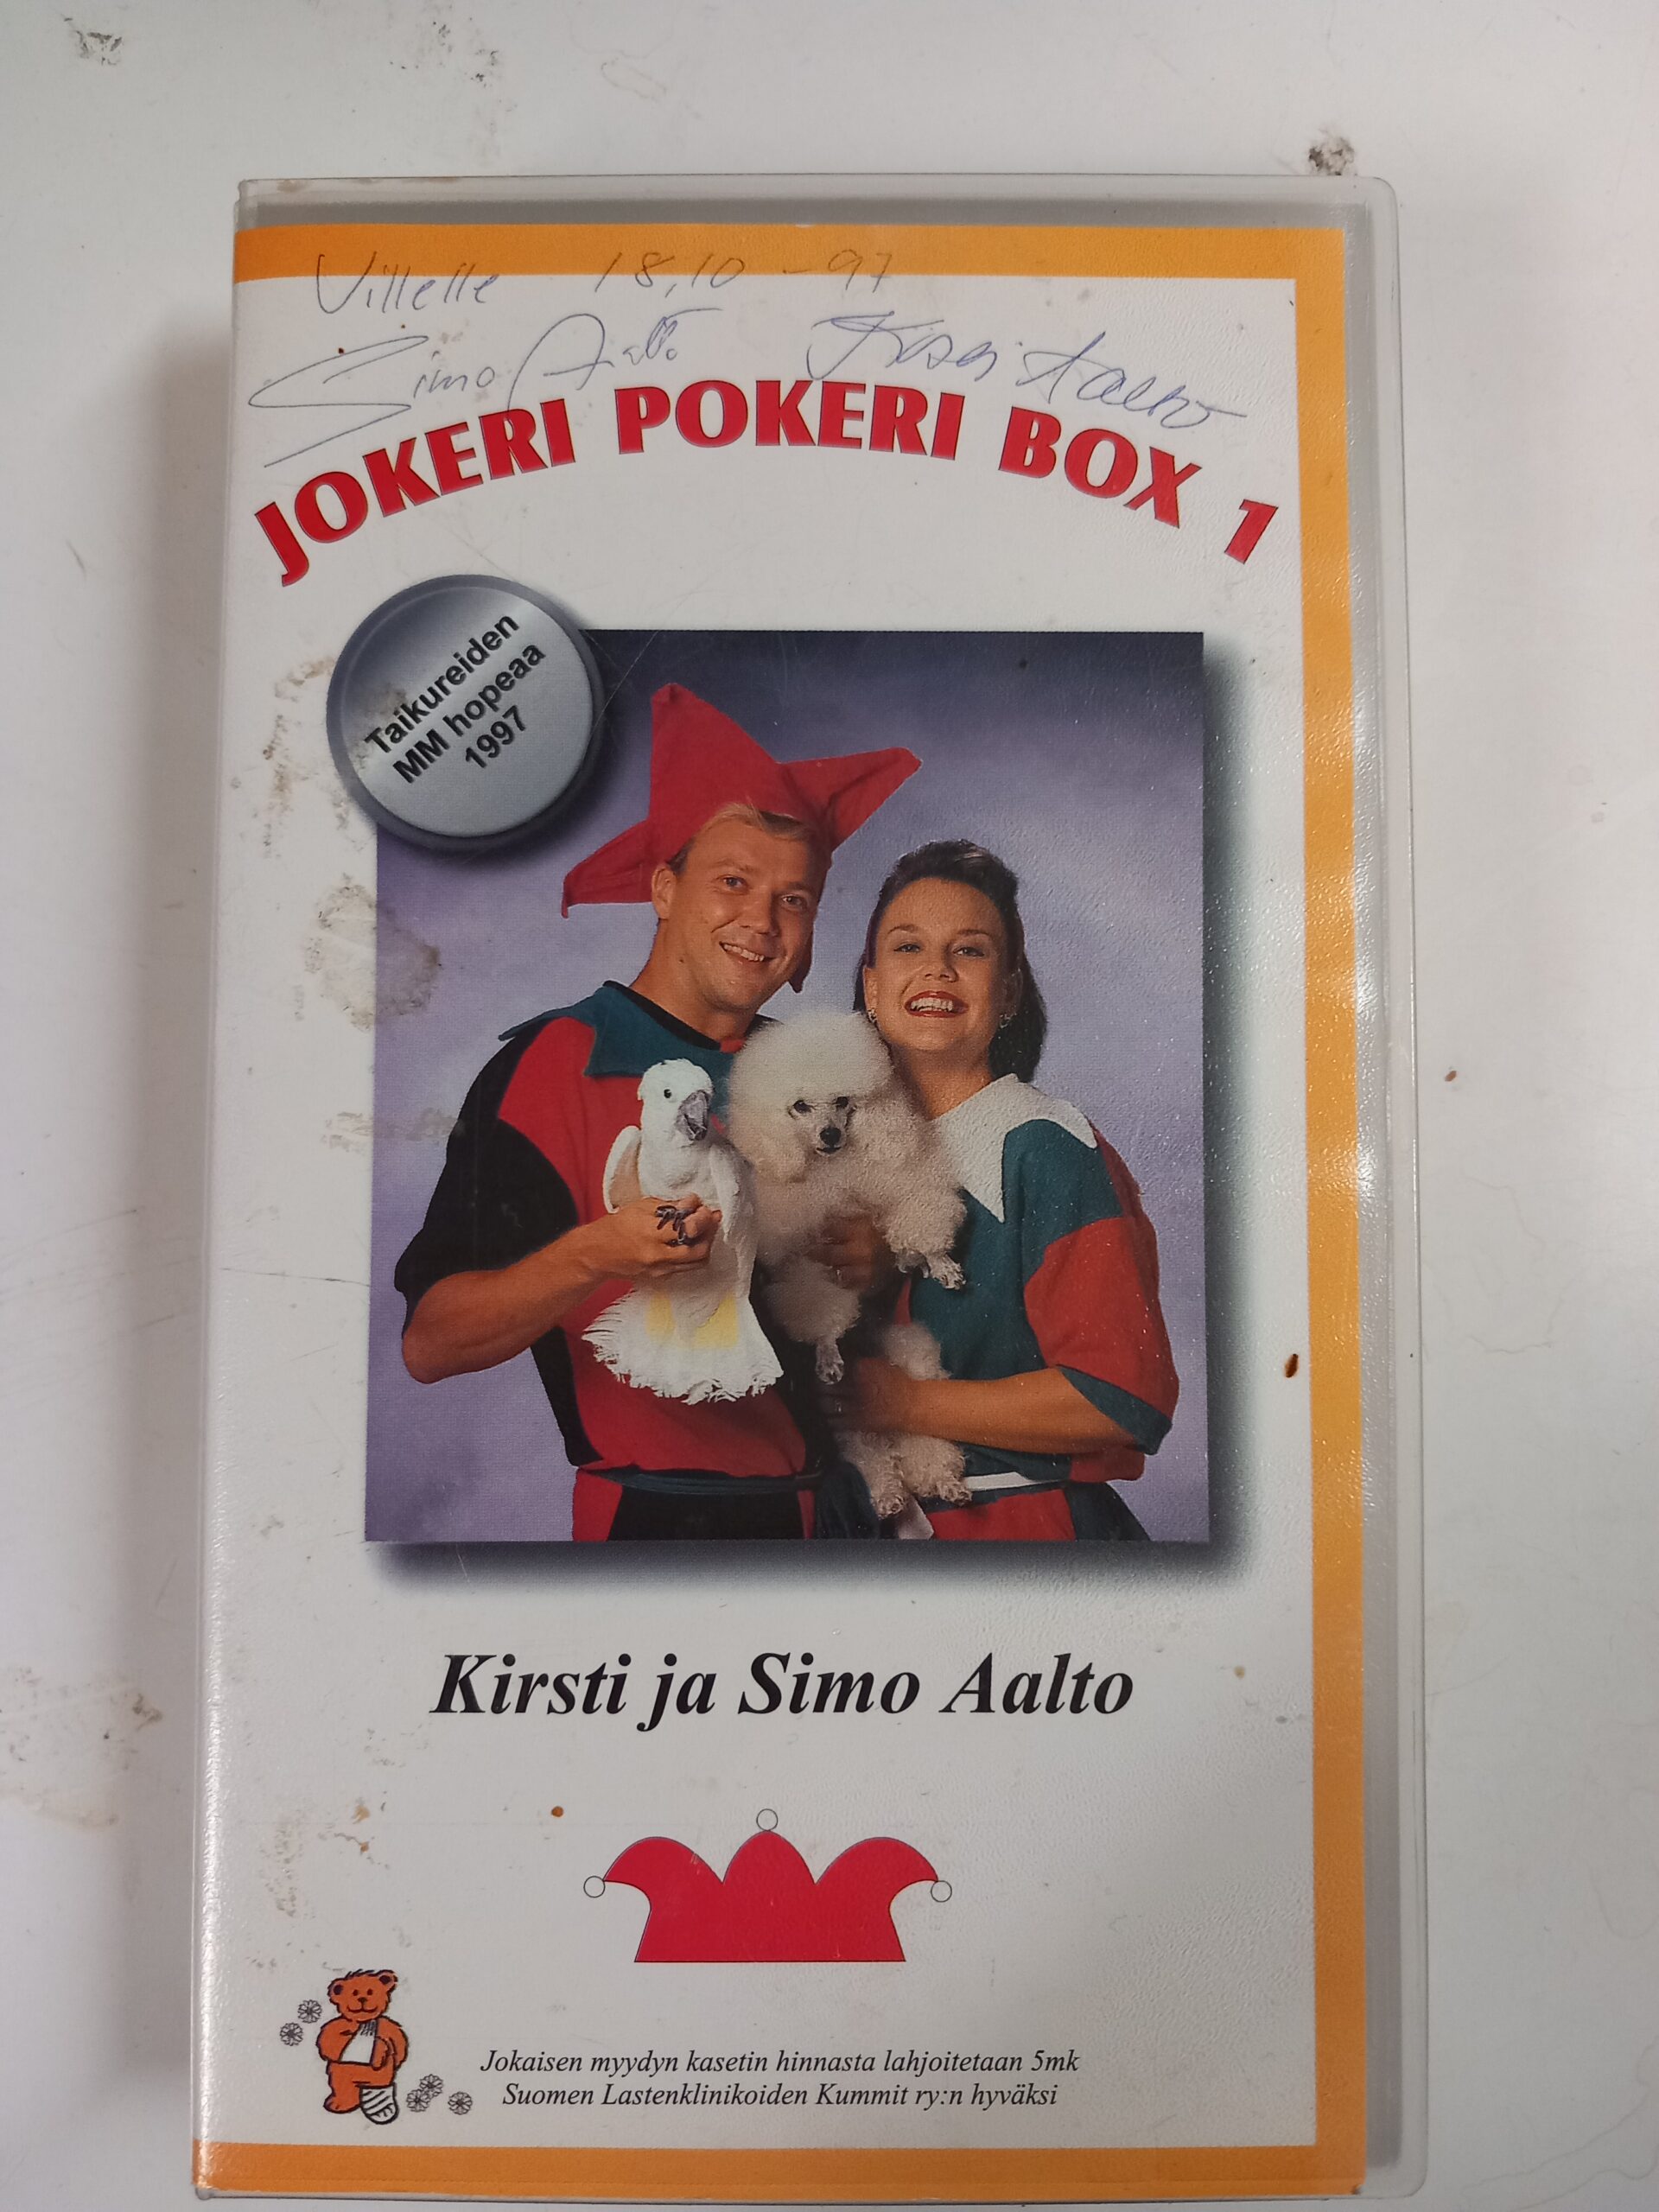 Villelle 18,10 -97
Simo Aalto Kirsti Aalto
JOKERI POKERI BOX 1
Taikureiden
MM hopeaa
1997
Kirsti ja Simo Aalto
Jokaisen myydyn kasetin hinnasta lahjoitetaan 5mk
Suomen Lastenklinikoiden Kummit ry:n hyväksi